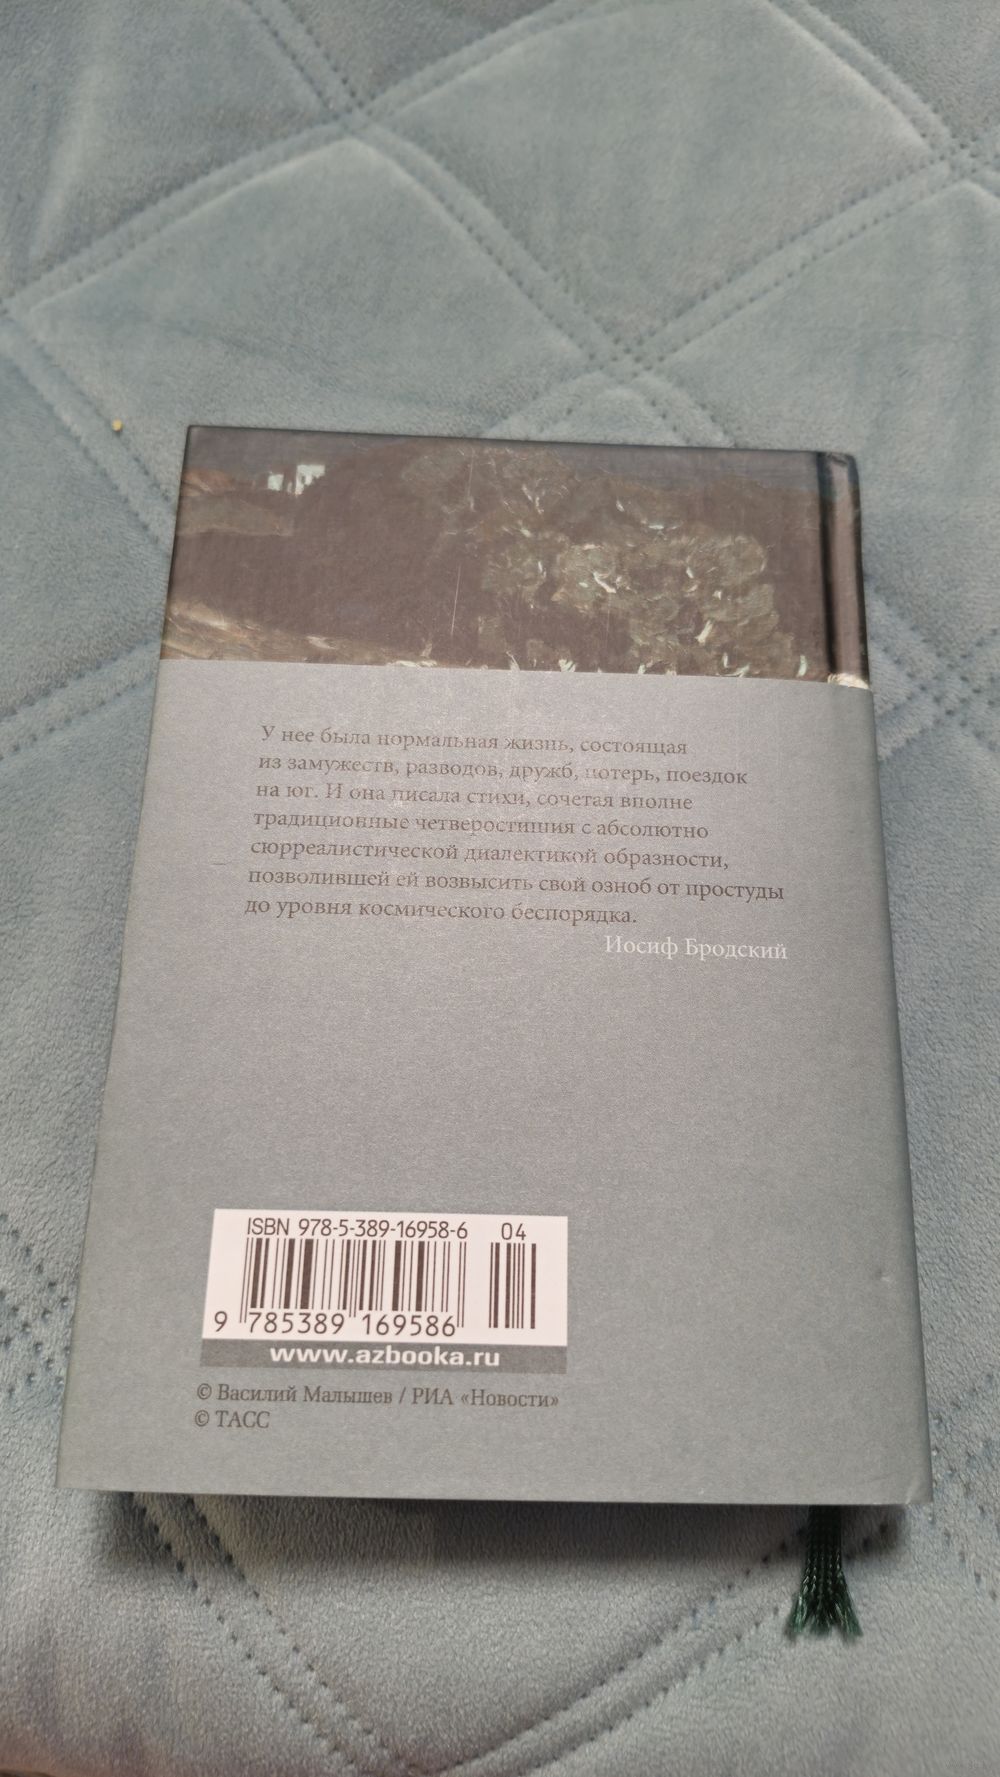 У нее была нормальная жизнь, состоящая
из замужеств, разводов, дружб, потерь, поездок
на юг. И она писала стихи, сочетая вполне
традиционные четверостишия с абсолютно
сюрреалистической диалектикой образности,
позволившей ей возвысить свой озноб от простуды
до уровня космического беспорядка.
Иосиф Бродский
ISBN 978-5-389-16958-6 04
9 785389 169586
www.azbooka.ru
© Василий Малышев / РИА «Новости»
© ТАСС